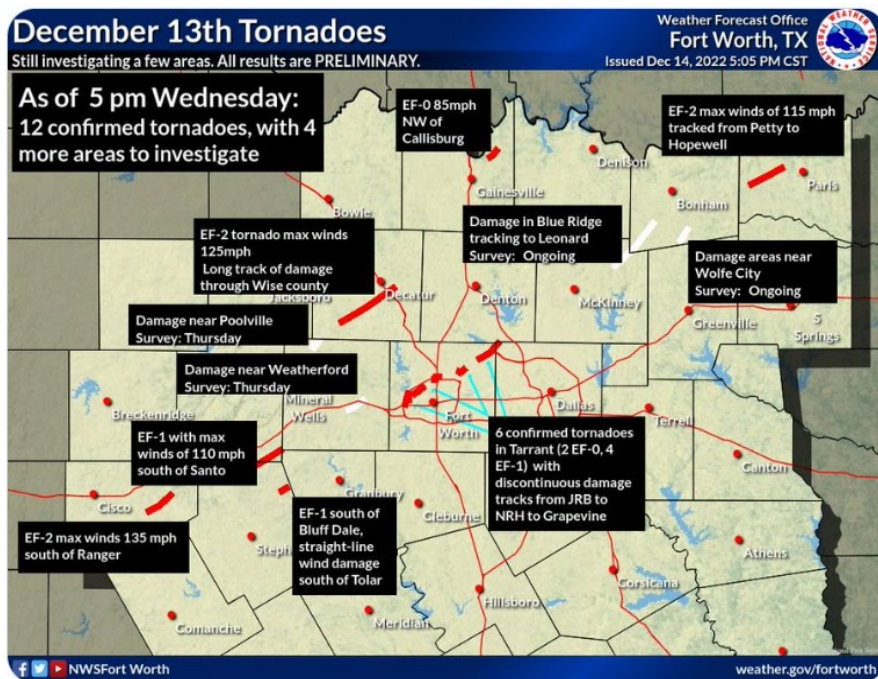 December 13th Tornadoes
Still investigating a few areas. All results are PRELIMINARY.
Weather Forecast Office
Fort Worth, TX
Issued Dec 14, 2022 5:05 PM CST
NATIONAL WEATHER SERVICE
As of 5 pm Wednesday:
12 confirmed tornadoes, with 4
more areas to investigate
EF-0 85mph
NW of
Callisburg
EF-2 max winds of 115 mph
tracked from Petty to
Hopewell
Denison
Gainesville
Paris
Bowie
Bonham
EF-2 tornado max winds
125mph
Long track of damage
through Wise county
Damage in Blue Ridge
tracking to Leonard
Survey: Ongoing
Damage areas near
Wolfe City
Survey: Ongoing
Jacksboro
Decatur
Denton
McKinney
Greenville
S
Springs
Damage near Poolville
Survey: Thursday
Damage near Weatherford
Survey: Thursday
Breckenridge
Mineral
Wells
Fort
Worth
Dallas
Terrell
EF-1 with max
winds of 110 mph
south of Santo
6 confirmed tornadoes
in Tarrant (2 EF-0, 4
EF-1) with
discontinuous damage
tracks from JRB to
NRH to Grapevine
Canton
Cisco
Granbury
Cleburne
EF-2 max winds 135 mph
south of Ranger
Steph
EF-1 south of
Bluff Dale,
straight-line
wind damage
south of Tolar
Athens
Corsicana
Hillsboro
Comanche
Meridian
NWSFort Worth
weather.gov/fortworth